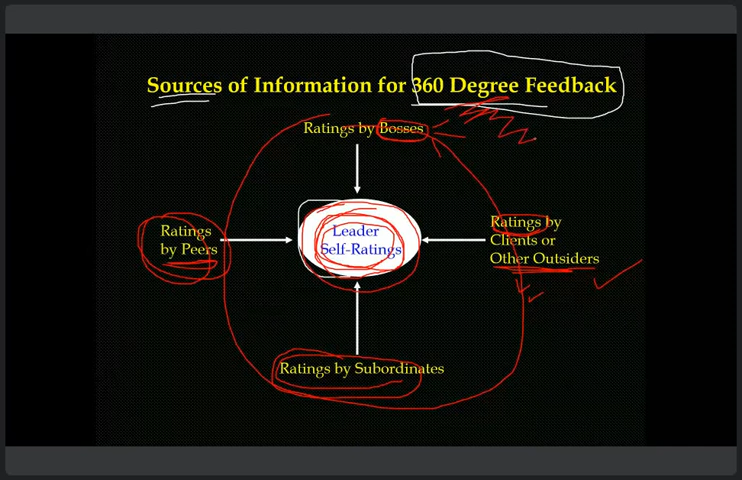 Sources of Information for 360 Degree Feedback
Ratings by Bosses
Ratings
by Peers
Leader
Self-Ratings
Ratings by
Clients or
Other Outsiders
Ratings by Subordinates